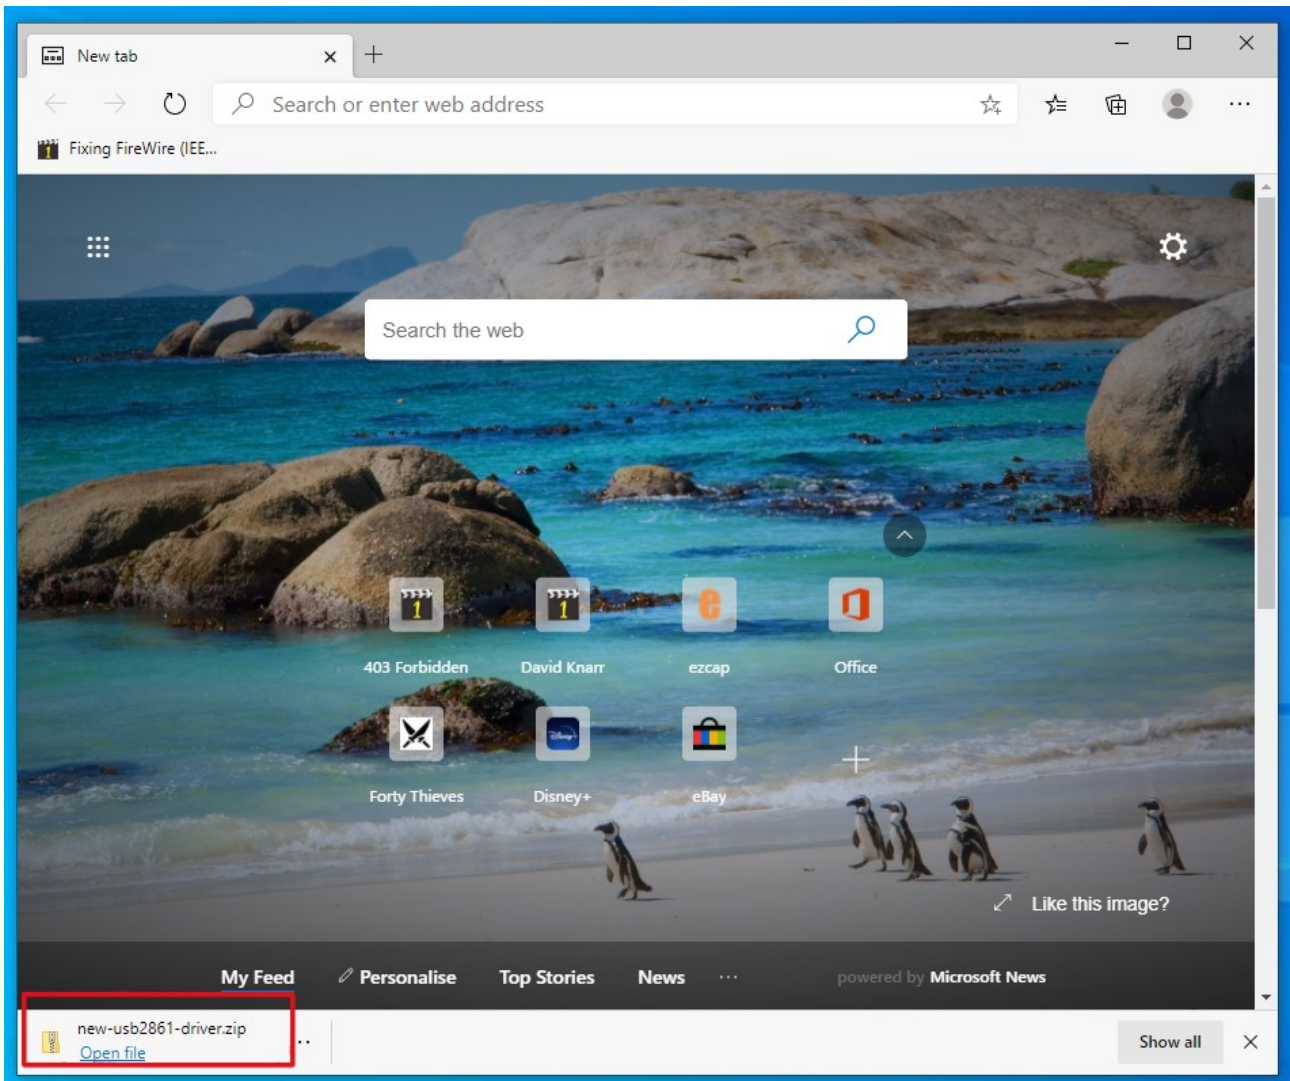 New tab
Search or enter web address
Fixing FireWire (IEE...
Search the web
403 Forbidden
David Knarr
ezcap
Office
Forty Thieves
Disney+
eBay
Like this image?
My Feed
Personalise
Top Stories
News
powered by Microsoft News
new-usb2861-driver.zip
Open file
Show all